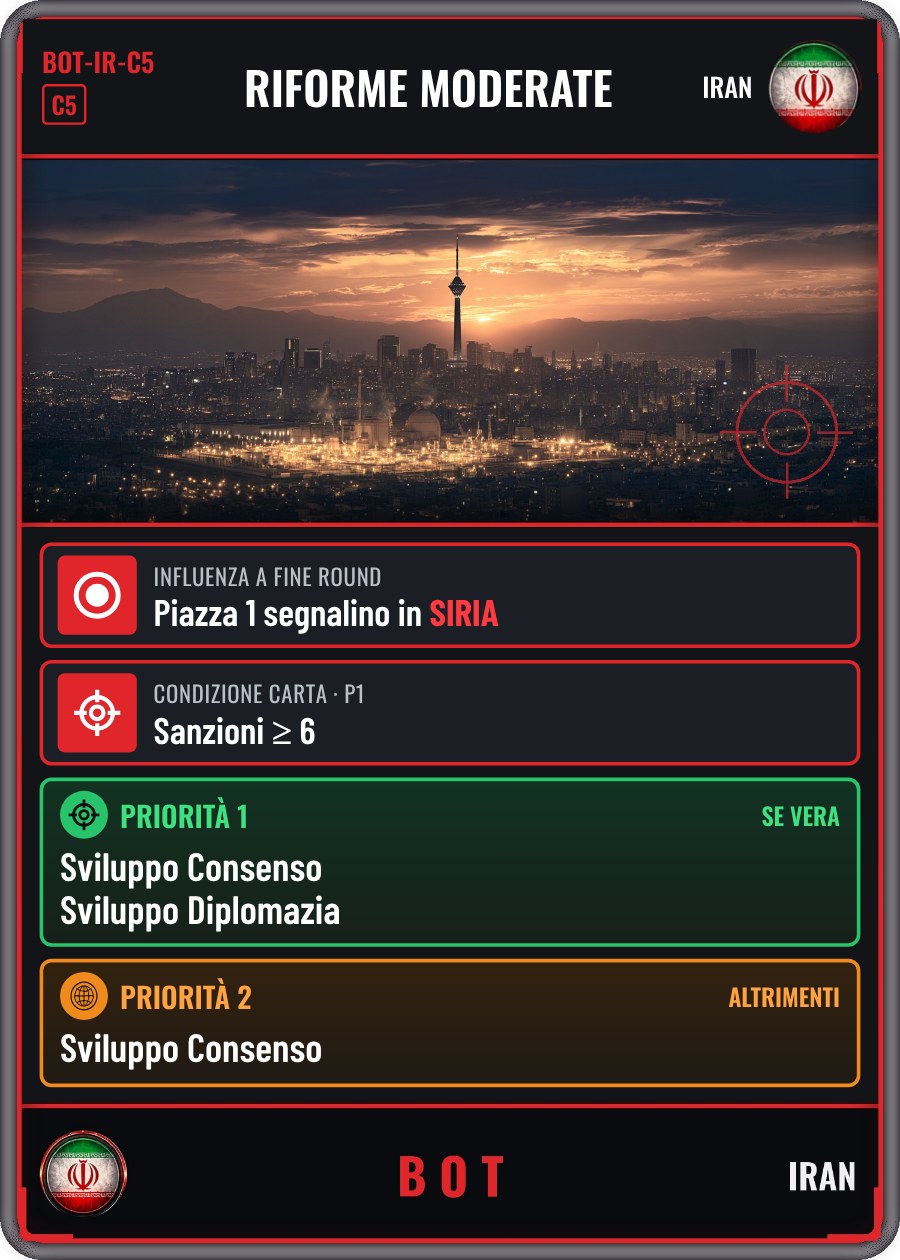 BOT-IR-C5
C5
RIFORME MODERATE
IRAN
INFLUENZA A FINE ROUND
Piazza 1 segnalino in SIRIA
CONDIZIONE CARTA · P1
Sanzioni ≥ 6
PRIORITÀ 1
SE VERA
Sviluppo Consenso
Sviluppo Diplomazia
PRIORITÀ 2
ALTRIMENTI
Sviluppo Consenso
BOT
IRAN